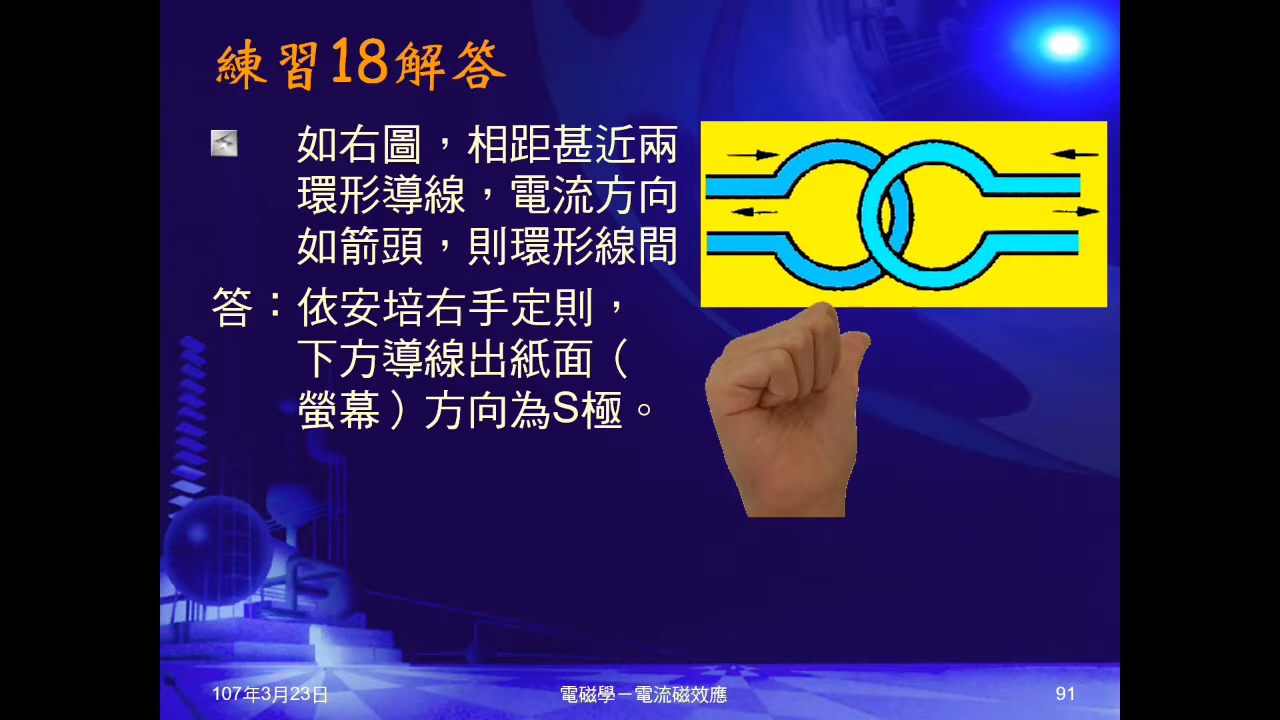 練習18解答
如右圖，相距甚近兩
環形導線，電流方向
如箭頭，則環形線間
答：依安培右手定則，
下方導線出紙面（
螢幕）方向為S極。
107年3月23日
電磁學－電流磁效應
91